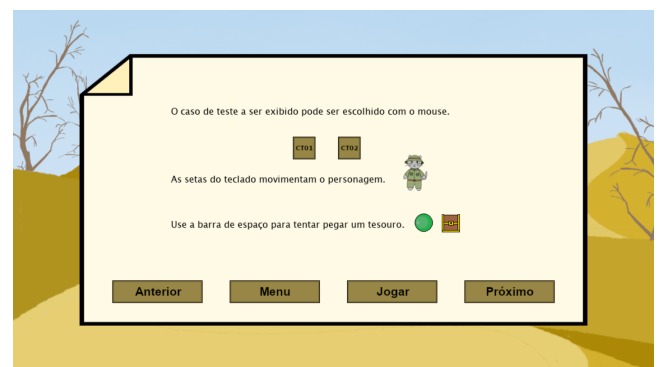 O caso de teste a ser exibido pode ser escolhido com o mouse.
CT01 CT02
As setas do teclado movimentam o personagem.
Use a barra de espaço para tentar pegar um tesouro.
Anterior Menu Jogar Próximo